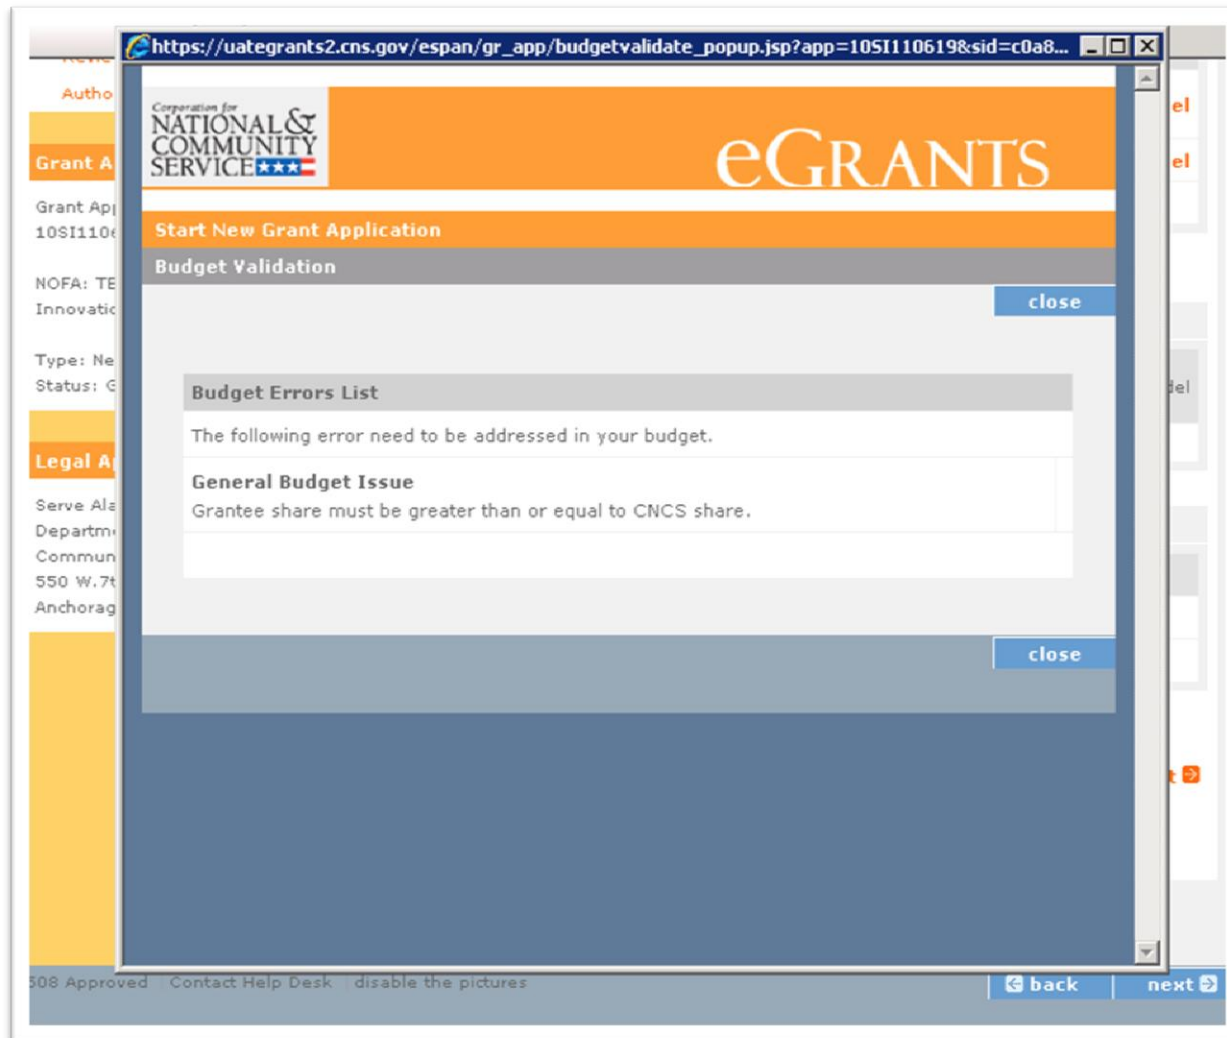 https://uategrants2.cns.gov/espan/gr_app/budgetvalidate_popup.jsp?app=10SI110619&sid=c0a8...
Autho
el
Corporation for
NATIONAL &
COMMUNITY
SERVICE
eGRANTS
Grant A
el
Grant App
10SI1106
Start New Grant Application
Budget Validation
NOFA: TE
Innovatio
close
Type: Ne
Status: G
Budget Errors List
del
The following error need to be addressed in your budget.
Legal Ap
General Budget Issue
Grantee share must be greater than or equal to CNCS share.
Serve Ala
Departme
Commun
550 W.7t
Anchorag
close
t
508 Approved
Contact Help Desk
disable the pictures
back
next